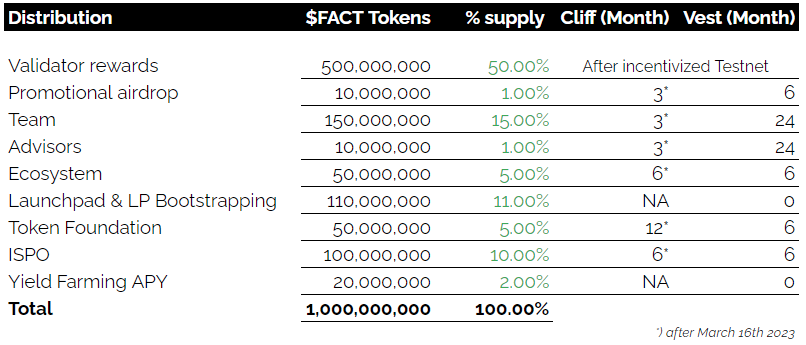 Distribution $FACT Tokens % supply Cliff (Month) Vest (Month)
Validator rewards 500,000,000 50.00% After incentivized Testnet
Promotional airdrop 10,000,000 1.00% 3* 6
Team 150,000,000 15.00% 3* 24
Advisors 10,000,000 1.00% 3* 24
Ecosystem 50,000,000 5.00% 6* 6
Launchpad & LP Bootstrapping 110,000,000 11.00% NA 0
Token Foundation 50,000,000 5.00% 12* 6
ISPO 100,000,000 10.00% 6* 6
Yield Farming APY 20,000,000 2.00% NA 0
Total 1,000,000,000 100.00%
*) after March 16th 2023